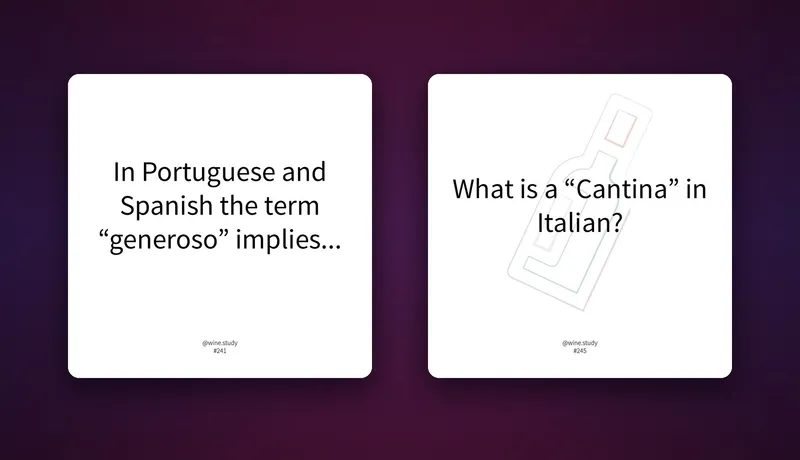 In Portuguese and
Spanish the term
“generoso” implies...
@wine.study
#241
What is a “Cantina” in
Italian?
@wine.study
#245